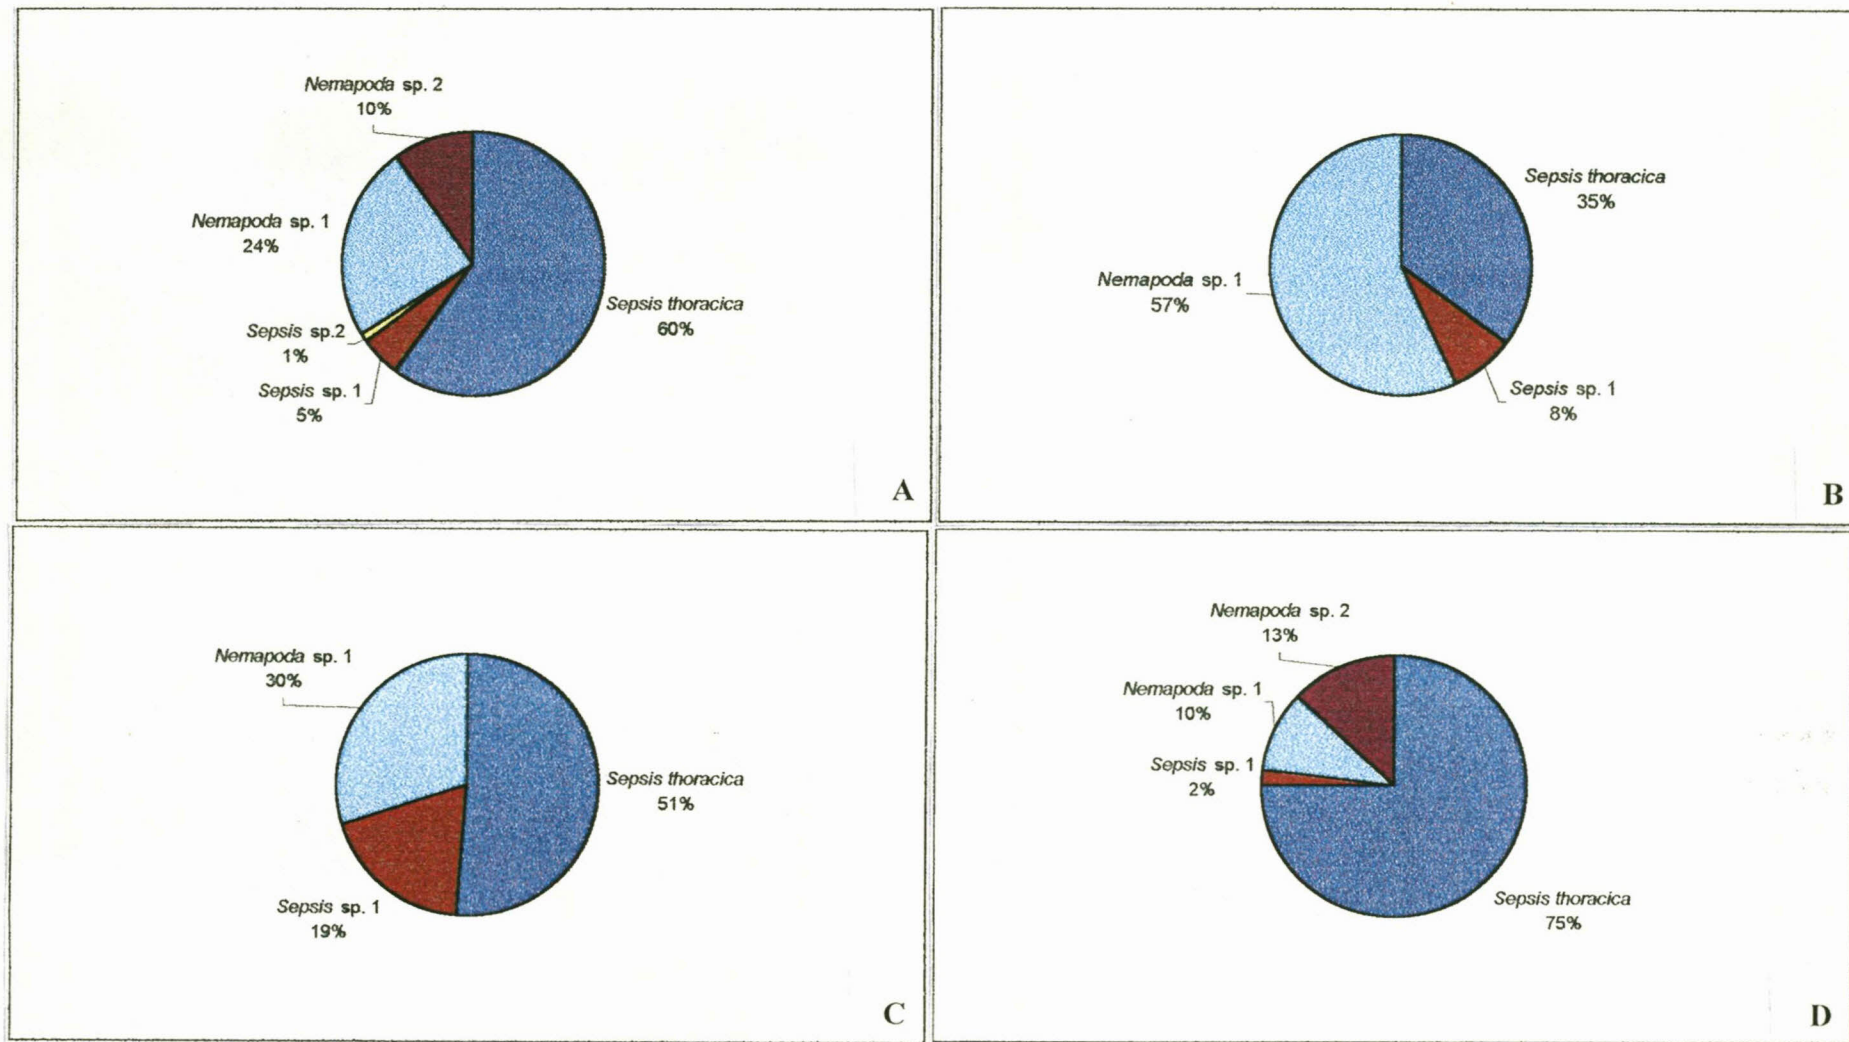 Nemapoda sp. 2
10%
Nemapoda sp. 1
24%
Sepsis sp.2
1%
Sepsis sp. 1
5%
Sepsis thoracica
60%
A
Sepsis thoracica
35%
Nemapoda sp. 1
57%
Sepsis sp. 1
8%
B
Nemapoda sp. 1
30%
Sepsis thoracica
51%
Sepsis sp. 1
19%
C
Nemapoda sp. 2
13%
Nemapoda sp. 1
10%
Sepsis sp. 1
2%
Sepsis thoracica
75%
D